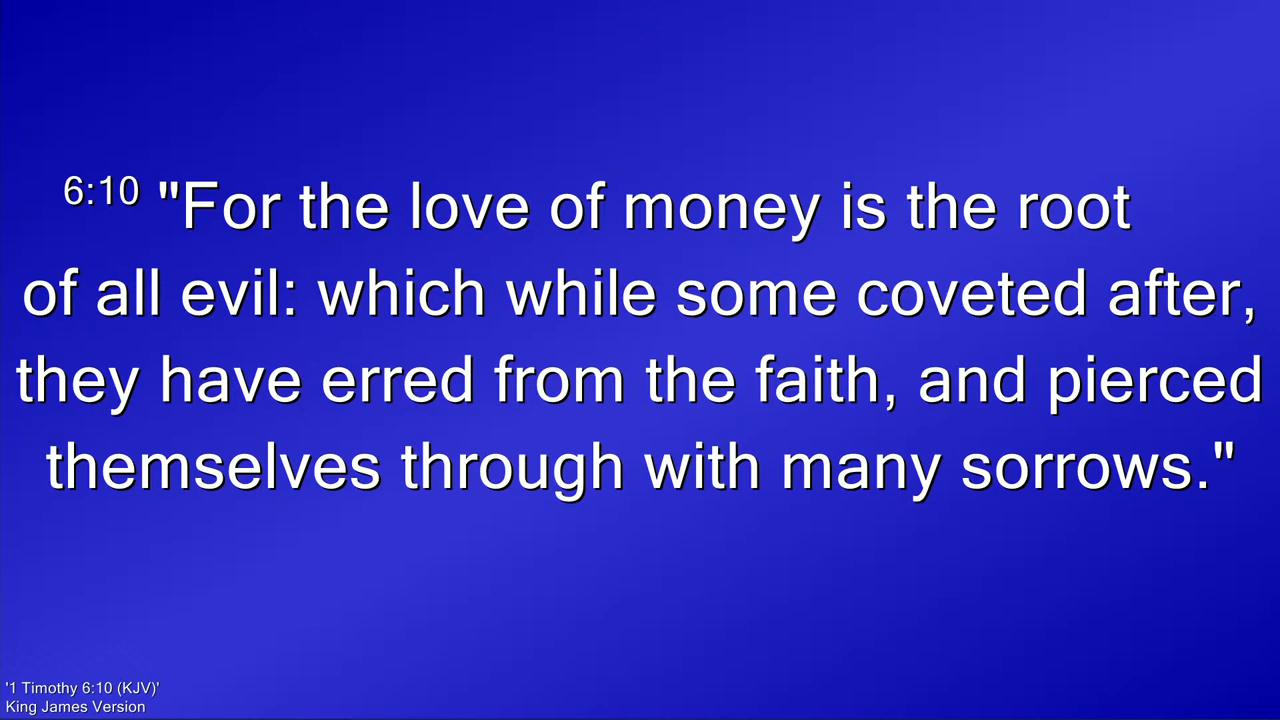 6:10 "For the love of money is the root
of all evil: which while some coveted after,
they have erred from the faith, and pierced
themselves through with many sorrows."
'1 Timothy 6:10 (KJV)'
King James Version